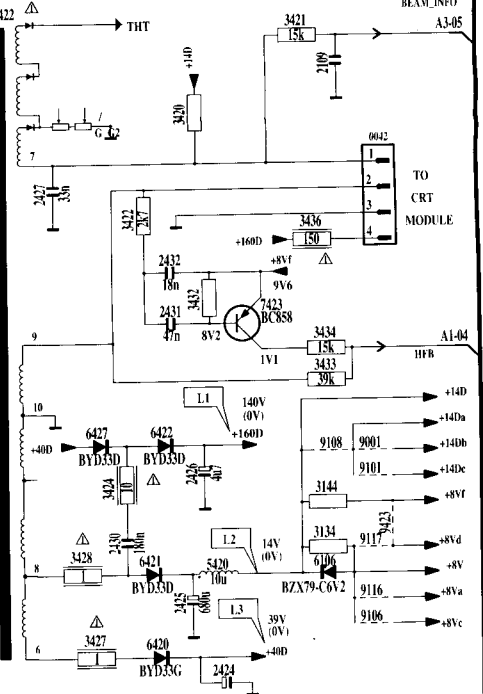 BEAM_INFO
422
THT
3421
15k
A3-05
2109
+14D
3420
G G2
7
0042
1
2
3
4
TO
CRT
MODULE
2427
33n
3422
2k7
3436
150
+160D
2432
18n
+8Vf
9V6
3432
7423
BC858
2431
47n
8V2
1V1
3434
15k
A1-04
HFB
3433
39k
9
10
L1
140V
(0V)
+160D
+40D
6427
BYD33D
6422
BYD33D
3424
10
2426
4u7
2430
180n
+14D
+14Da
9108
9001
+14Db
9101
+14Dc
3144
+8Vf
9423
3134
9117
+8Vd
6106
BZX79-C6V2
+8V
9116
+8Va
9106
+8Vc
L2
14V
(0V)
8
3428
1
6421
BYD33D
5420
10u
2425
680u
L3
39V
(0V)
6
3427
1
6420
BYD33G
+40D
2424